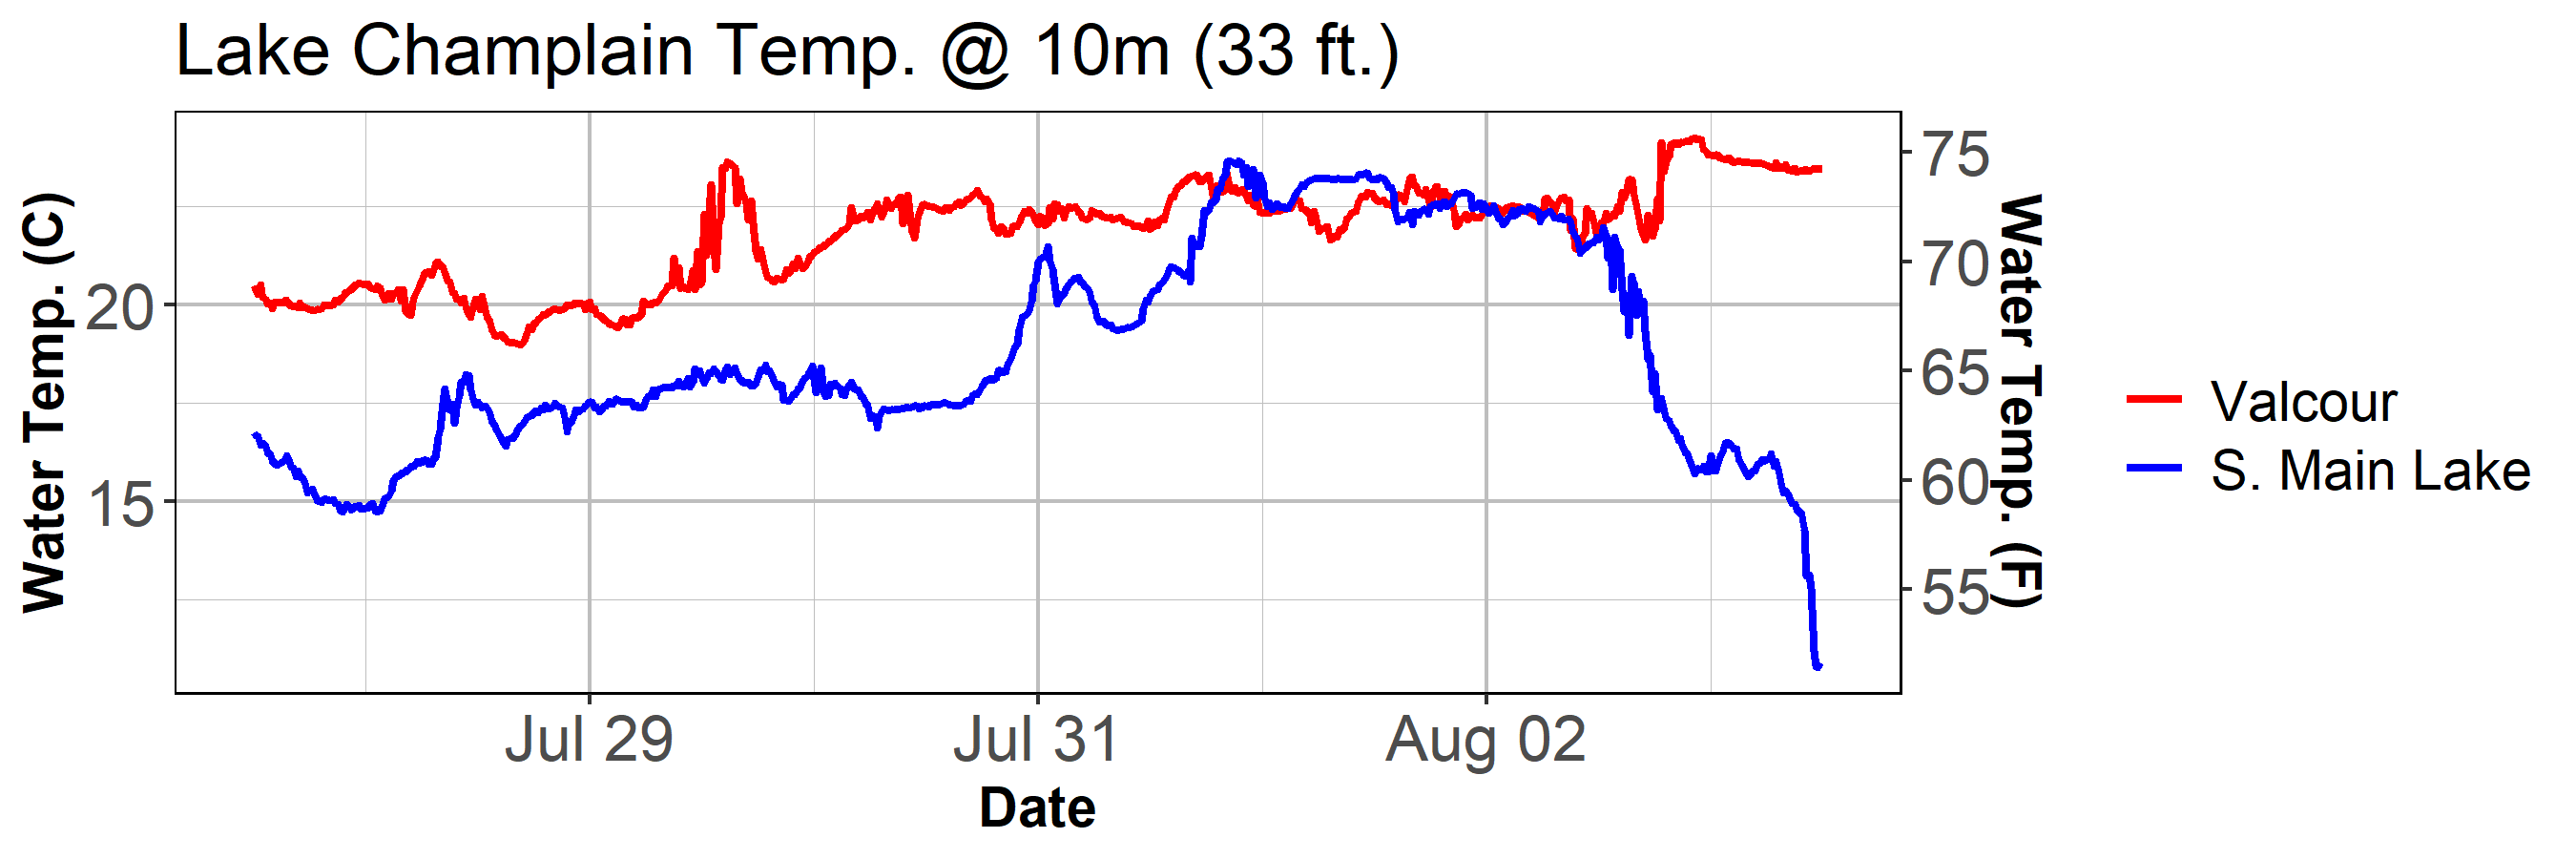 Lake Champlain Temp. @ 10m (33 ft.)
Water Temp. (C)
20
15
75
70
65
60
55
Water Temp. (F)
Jul 29
Jul 31
Aug 02
Date
Valcour
S. Main Lake